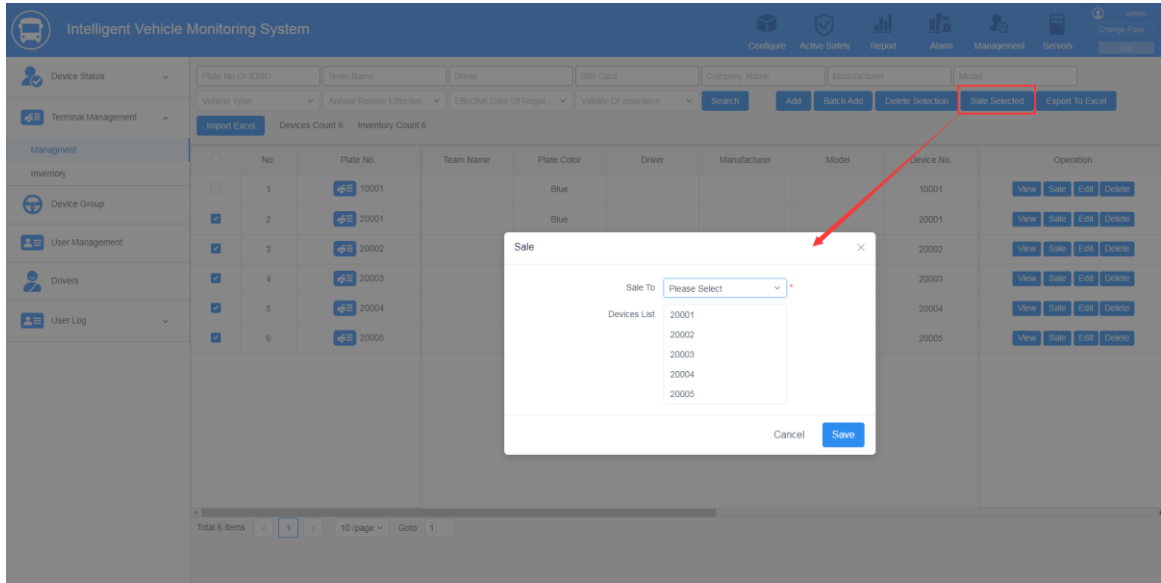 Intelligent Vehicle Monitoring System
Configure Active Safety Report Alarm Management Servers
admin
Change Pass
Exit
Device Status
Terminal Management
Managment
Inventory
Device Group
User Management
Drivers
User Log
Plate No.Or IDNO Team Name Driver SIM Card Company Name Manufacturer Model
Vehicle Type Annual Review Effective... Effective Date Of Regist... Validity Of Insurance Search Add Batch Add Delete Selection Sale Selected Export To Excel
Import Excel Devices Count 6 Inventory Count 6
No. Plate No. Team Name Plate Color Driver Manufacturer Model Device No. Operation
1 10001 Blue 10001 View Sale Edit Delete
2 20001 Blue 20001 View Sale Edit Delete
3 20002 20002 View Sale Edit Delete
4 20003 20003 View Sale Edit Delete
5 20004 20004 View Sale Edit Delete
6 20005 20005 View Sale Edit Delete
Sale
Sale To Please Select *
Devices List 20001
20002
20003
20004
20005
Cancel Save
Total 6 items 1 10 /page Goto 1